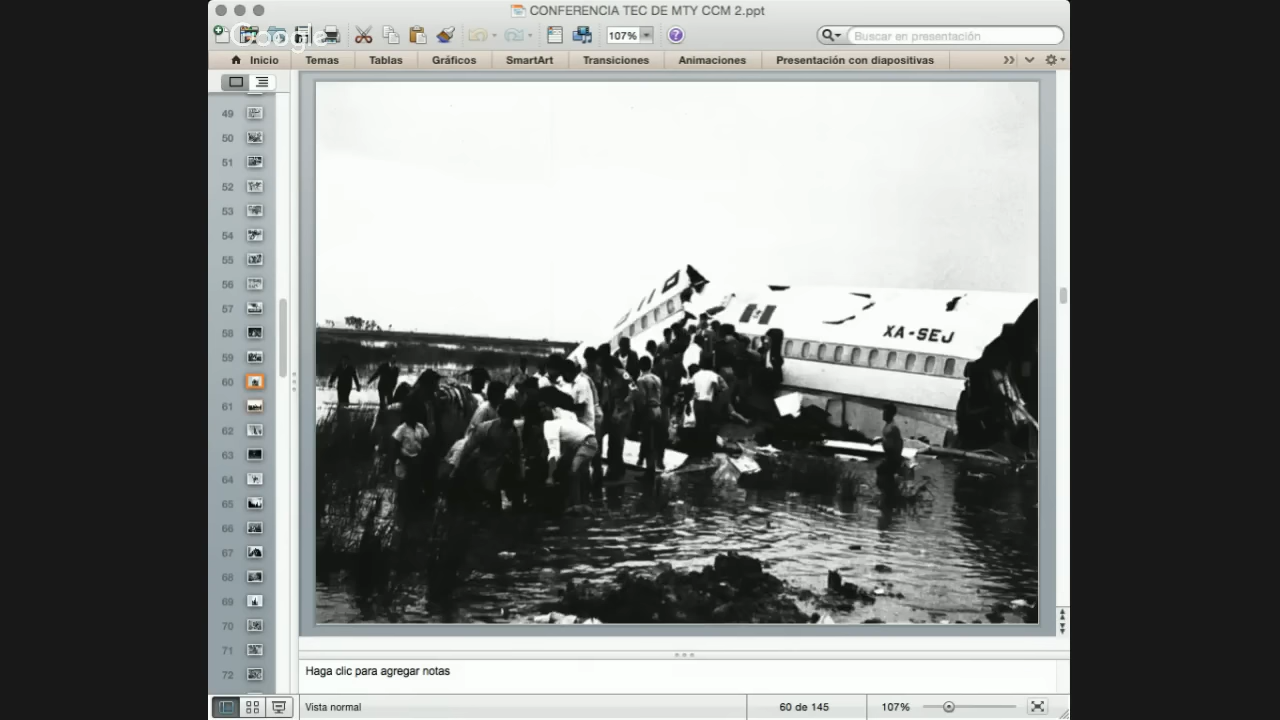 CONFERENCIA TEC DE MTY CCM 2.ppt
Google
107%
Buscar en presentación
Inicio
Temas
Tablas
Gráficos
SmartArt
Transiciones
Animaciones
Presentación con diapositivas
49
50
51
52
53
54
55
56
57
58
59
60
61
62
63
64
65
66
67
68
69
70
71
72
XA-SEJ
Haga clic para agregar notas
Vista normal
60 de 145
107%